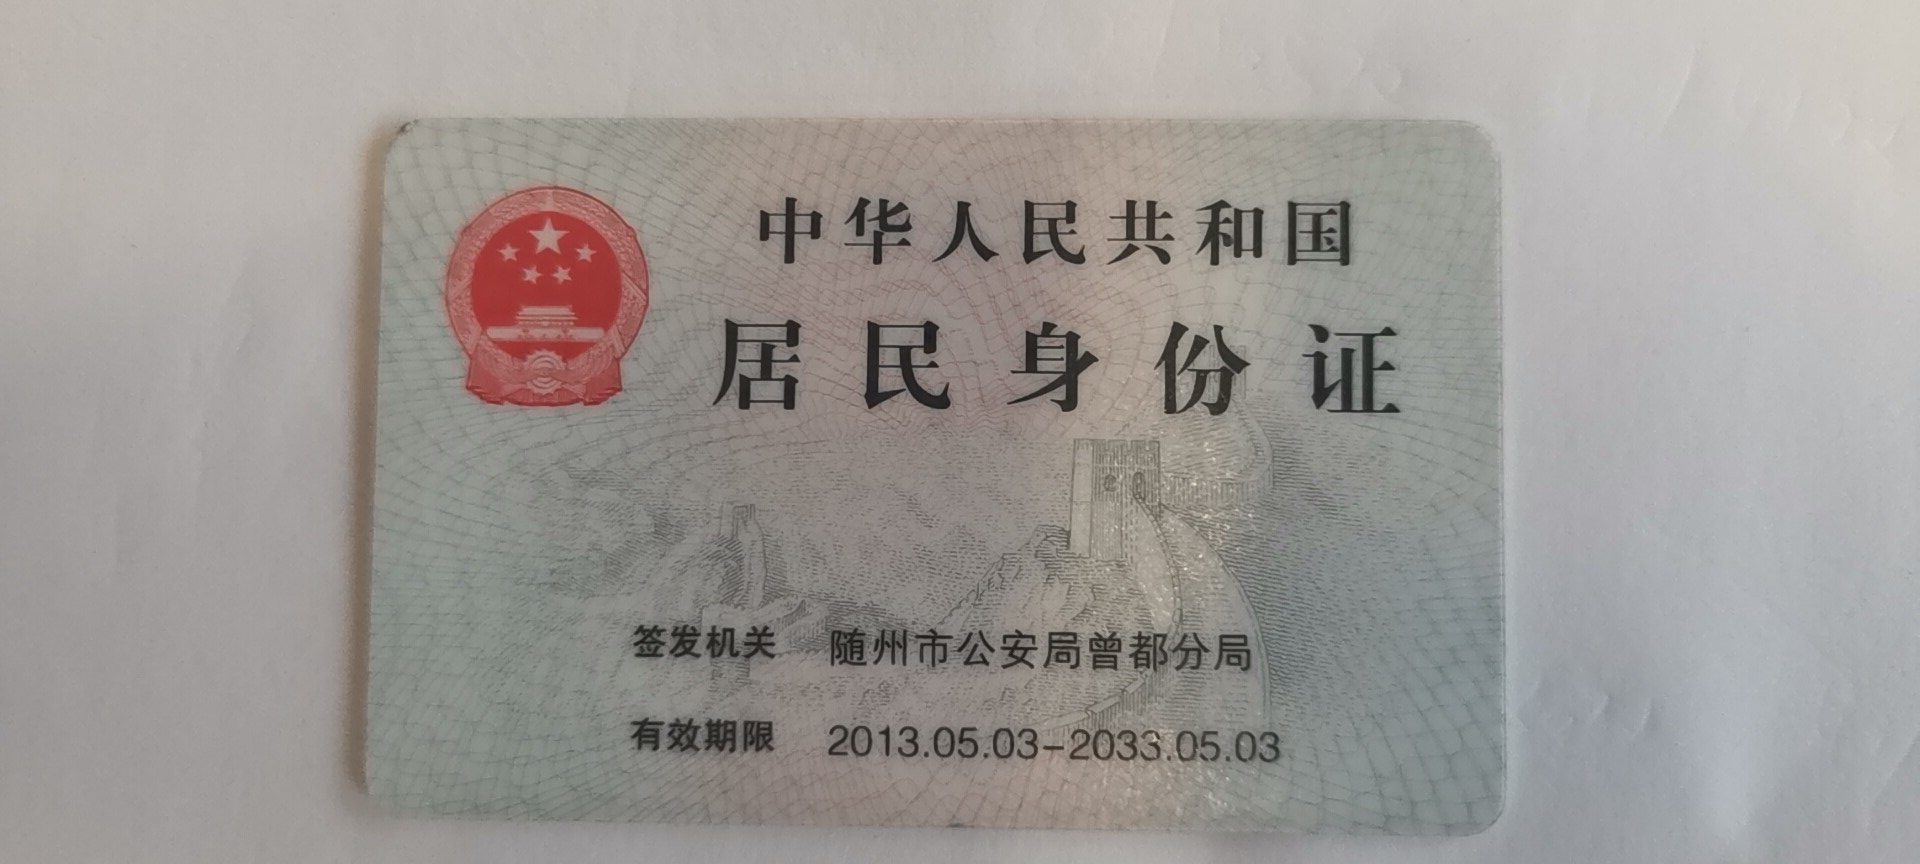 中华人民共和国
居民身份证
签发机关 随州市公安局曾都分局
有效期限 2013.05.03-2033.05.03